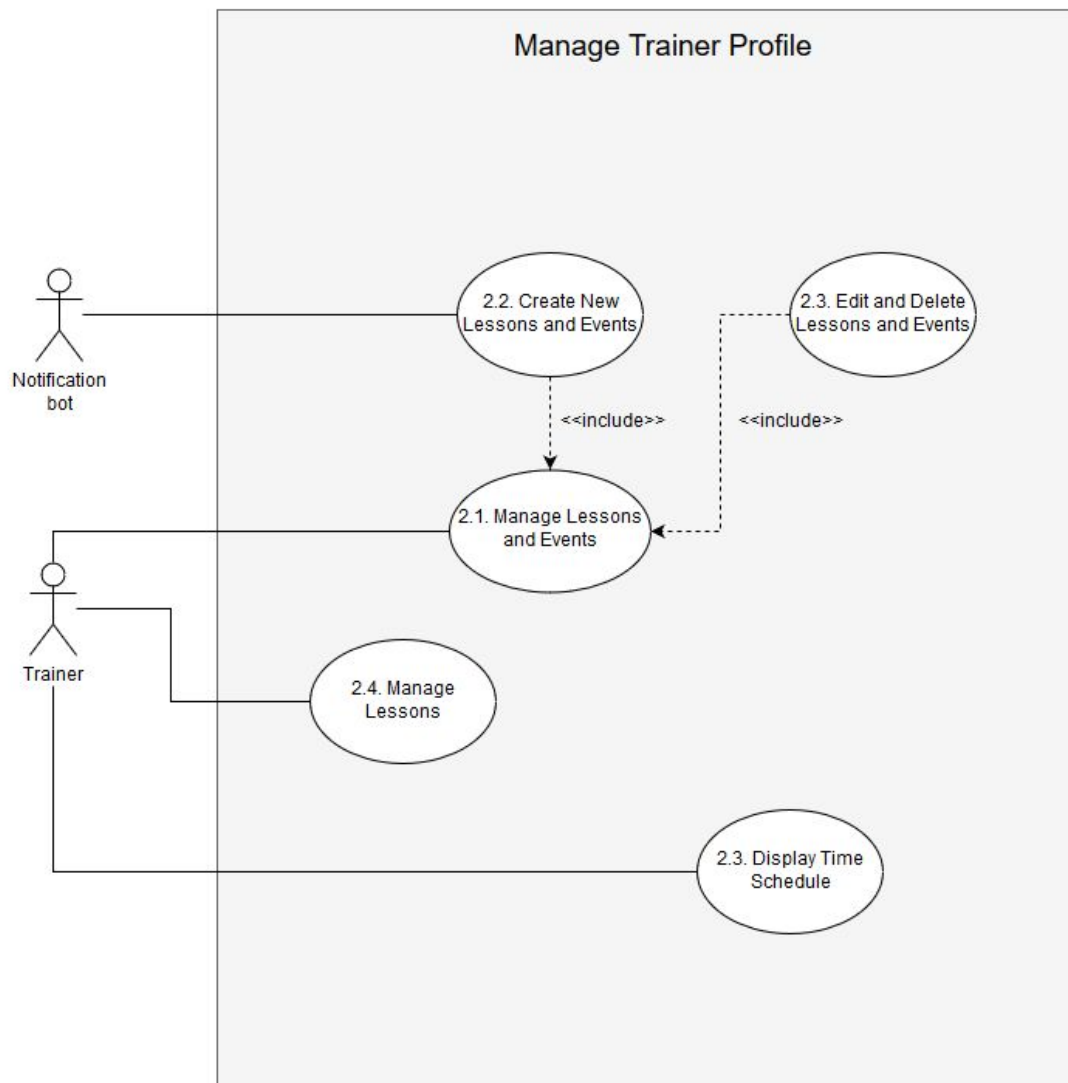 Manage Trainer Profile
2.2. Create New
Lessons and Events
2.3. Edit and Delete
Lessons and Events
Notification
bot
<<include>>
<<include>>
2.1. Manage Lessons
and Events
Trainer
2.4. Manage
Lessons
2.3. Display Time
Schedule